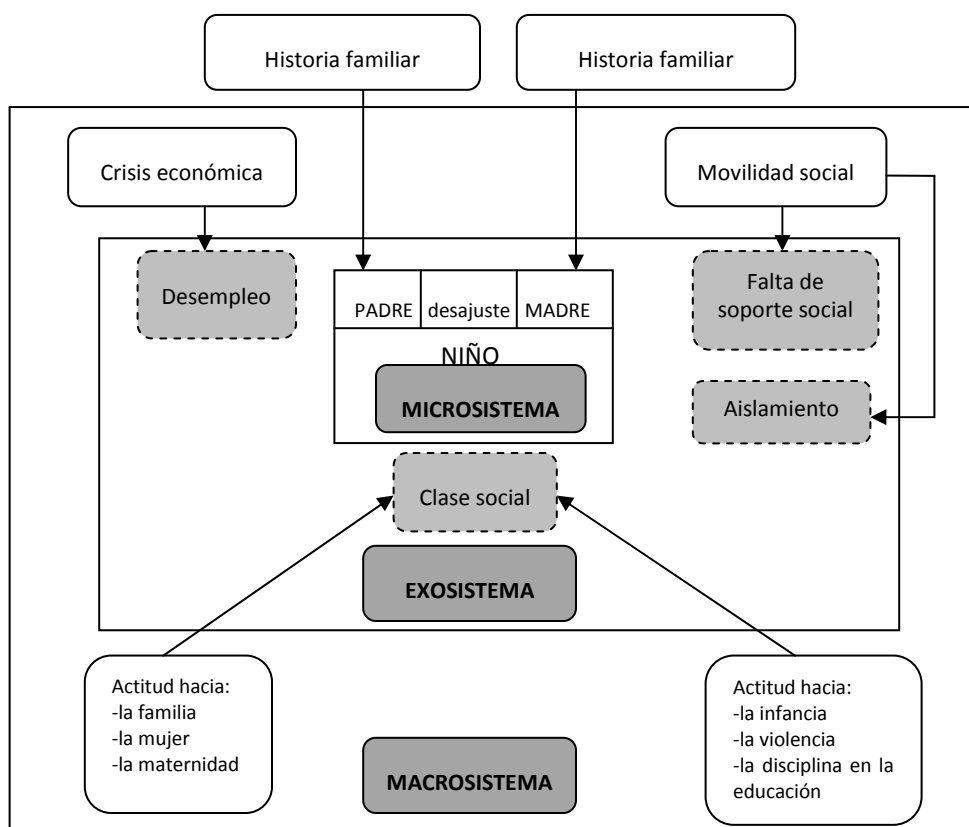 Historia familiar
Historia familiar
Crisis económica
Movilidad social
Desempleo
Falta de
soporte social
PADRE
desajuste
MADRE
NIÑO
MICROSISTEMA
Aislamiento
Clase social
EXOSISTEMA
Actitud hacia:
-la familia
-la mujer
-la maternidad
Actitud hacia:
-la infancia
-la violencia
-la disciplina en la
educación
MACROSISTEMA